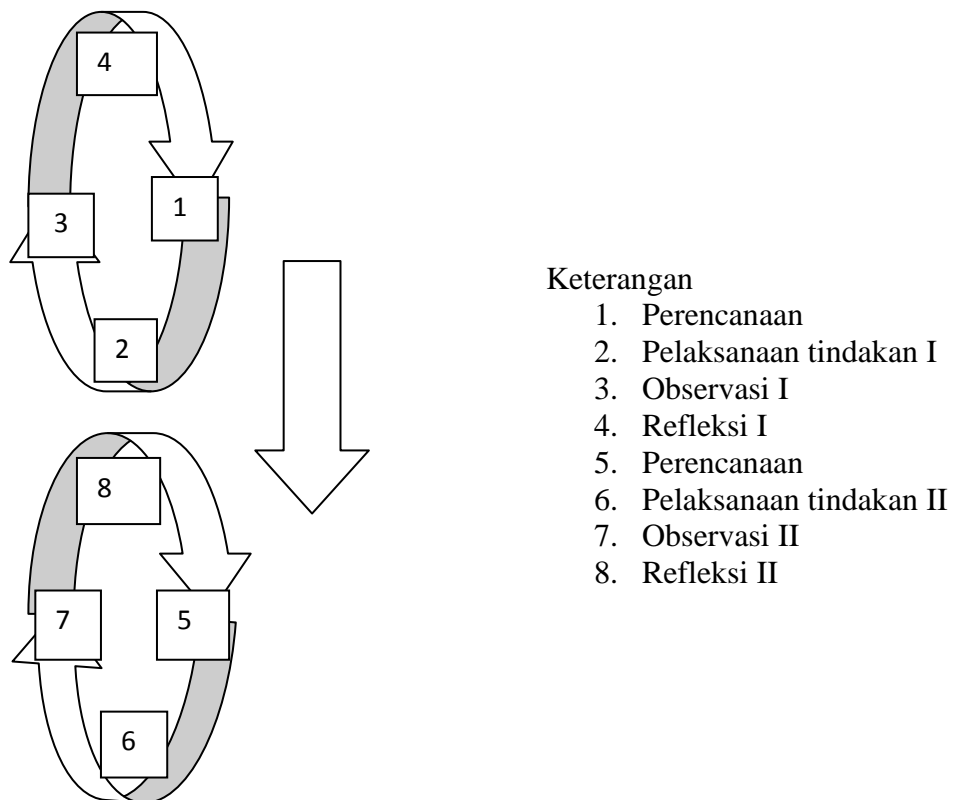 4
1
3
2
8
7
5
6
Keterangan
1. Perencanaan
2. Pelaksanaan tindakan I
3. Observasi I
4. Refleksi I
5. Perencanaan
6. Pelaksanaan tindakan II
7. Observasi II
8. Refleksi II